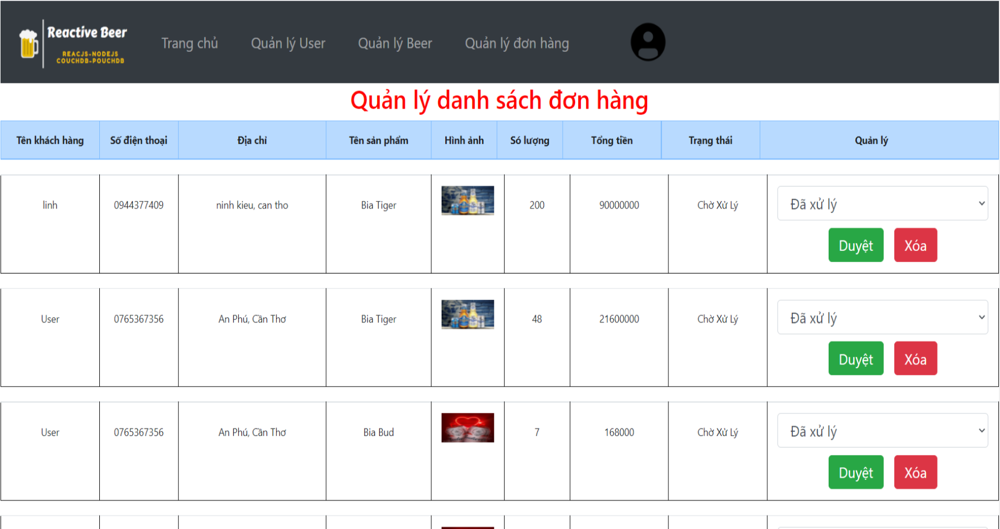 Reactive Beer
REACJS-NODEJS
COUCHDB-POUCHDB
Trang chủ Quản lý User Quản lý Beer Quản lý đơn hàng
Quản lý danh sách đơn hàng
Tên khách hàng Số điện thoại Địa chỉ Tên sản phẩm Hình ảnh Só lượng Tổng tiền Trạng thái Quản lý
linh 0944377409 ninh kieu, can tho Bia Tiger 200 90000000 Chờ Xử Lý Đã xử lý
Duyệt Xóa
User 0765367356 An Phú, Cần Thơ Bia Tiger 48 21600000 Chờ Xử Lý Đã xử lý
Duyệt Xóa
User 0765367356 An Phú, Cần Thơ Bia Bud 7 168000 Chờ Xử Lý Đã xử lý
Duyệt Xóa